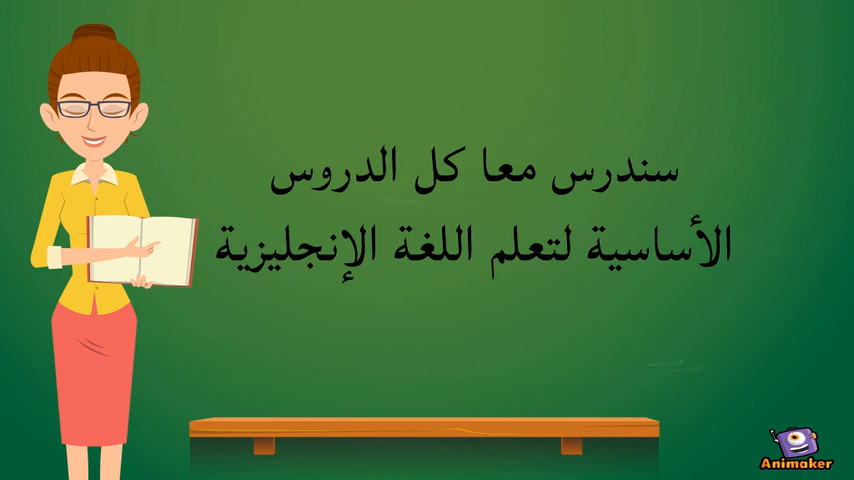 سندرس معا كل الدروس
الأساسية لتعلم اللغة الإنجليزية
Animaker